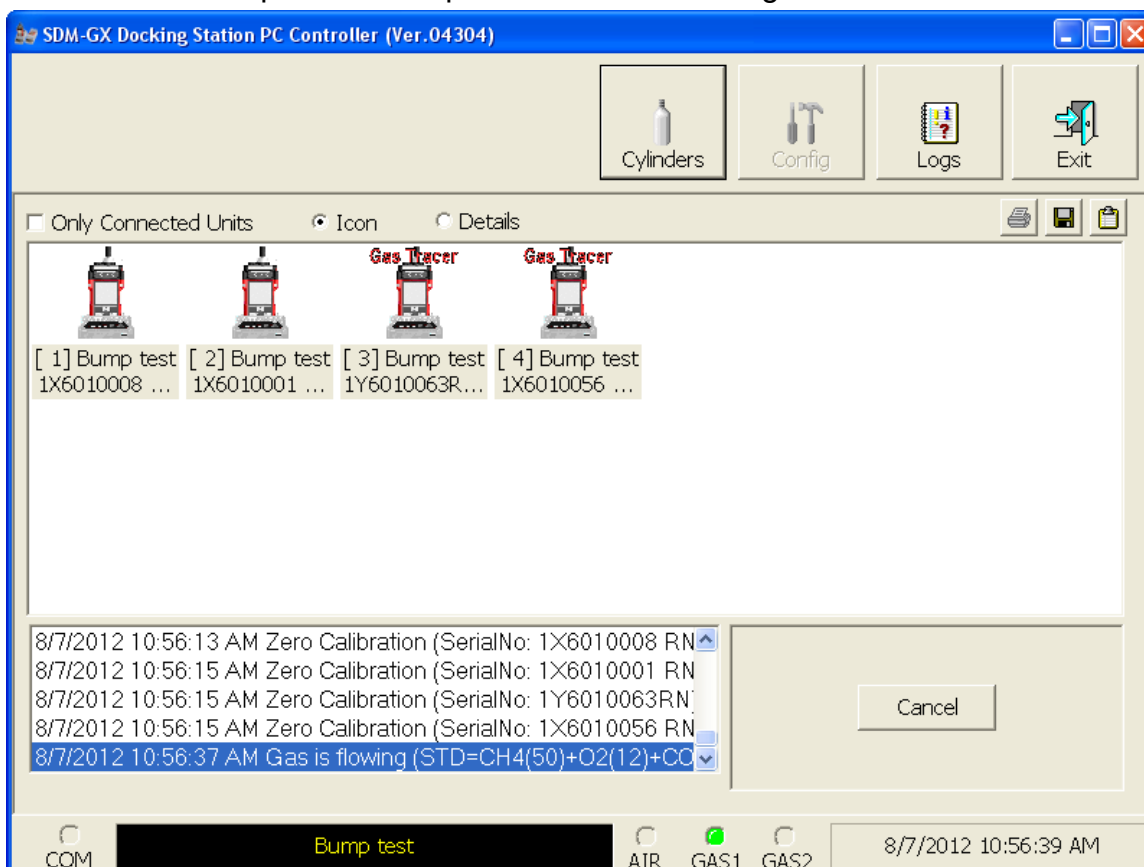 SDM-GX Docking Station PC Controller (Ver.04304)
Cylinders
Config
Logs
Exit
Only Connected Units
Icon
Details
Gas Tracer
Gas Tracer
[ 1] Bump test
1X6010008 ...
[ 2] Bump test
1X6010001 ...
[ 3] Bump test
1Y6010063R...
[ 4] Bump test
1X6010056 ...
8/7/2012 10:56:13 AM Zero Calibration (SerialNo: 1X6010008 RN
8/7/2012 10:56:15 AM Zero Calibration (SerialNo: 1X6010001 RN
8/7/2012 10:56:15 AM Zero Calibration (SerialNo: 1Y6010063RN
8/7/2012 10:56:15 AM Zero Calibration (SerialNo: 1X6010056 RN
8/7/2012 10:56:37 AM Gas is flowing (STD=CH4(50)+O2(12)+CO
Cancel
COM
Bump test
AIR
GAS1
GAS2
8/7/2012 10:56:39 AM